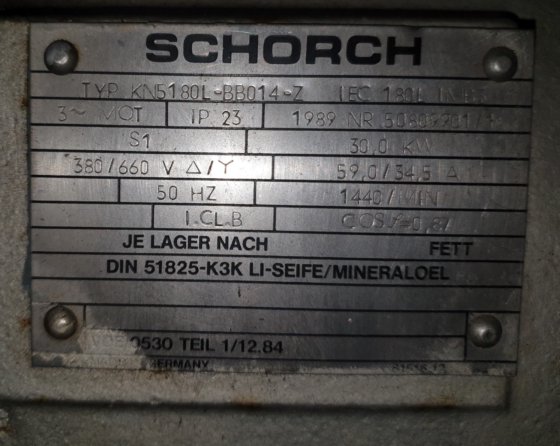 SCHORCH
TYP KN5180L-BB014-Z IEC 180L
3~ MOT IP 23 1989 NR
S1 30,0 KW
380/660 V △/Y 59,0/34,5 A
50 HZ 1440/MIN
I.CL.B COSφ=0,87
JE LAGER NACH FETT
DIN 51825-K3K LI-SEIFE/MINERALOEL
0530 TEIL 1/12.84
GERMANY